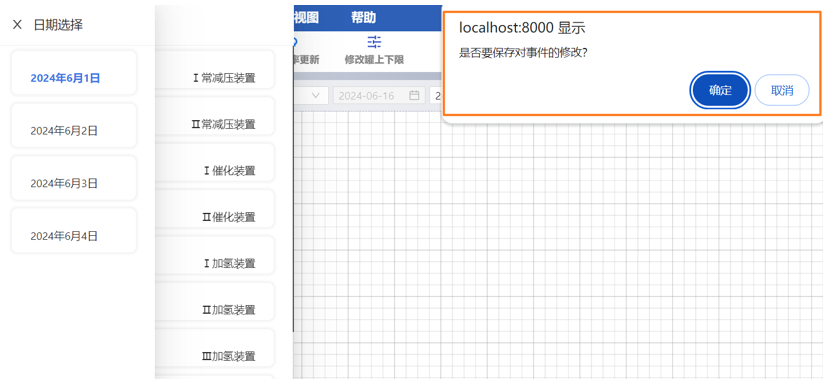 日期选择
2024年6月1日
2024年6月2日
2024年6月3日
2024年6月4日
Ⅰ常减压装置
Ⅱ常减压装置
Ⅰ催化装置
Ⅱ催化装置
Ⅰ加氢装置
Ⅱ加氢装置
Ⅲ加氢装置
视图 帮助
更新 修改罐上下限
2024-06-16 2
localhost:8000 显示
是否要保存对事件的修改?
确定 取消